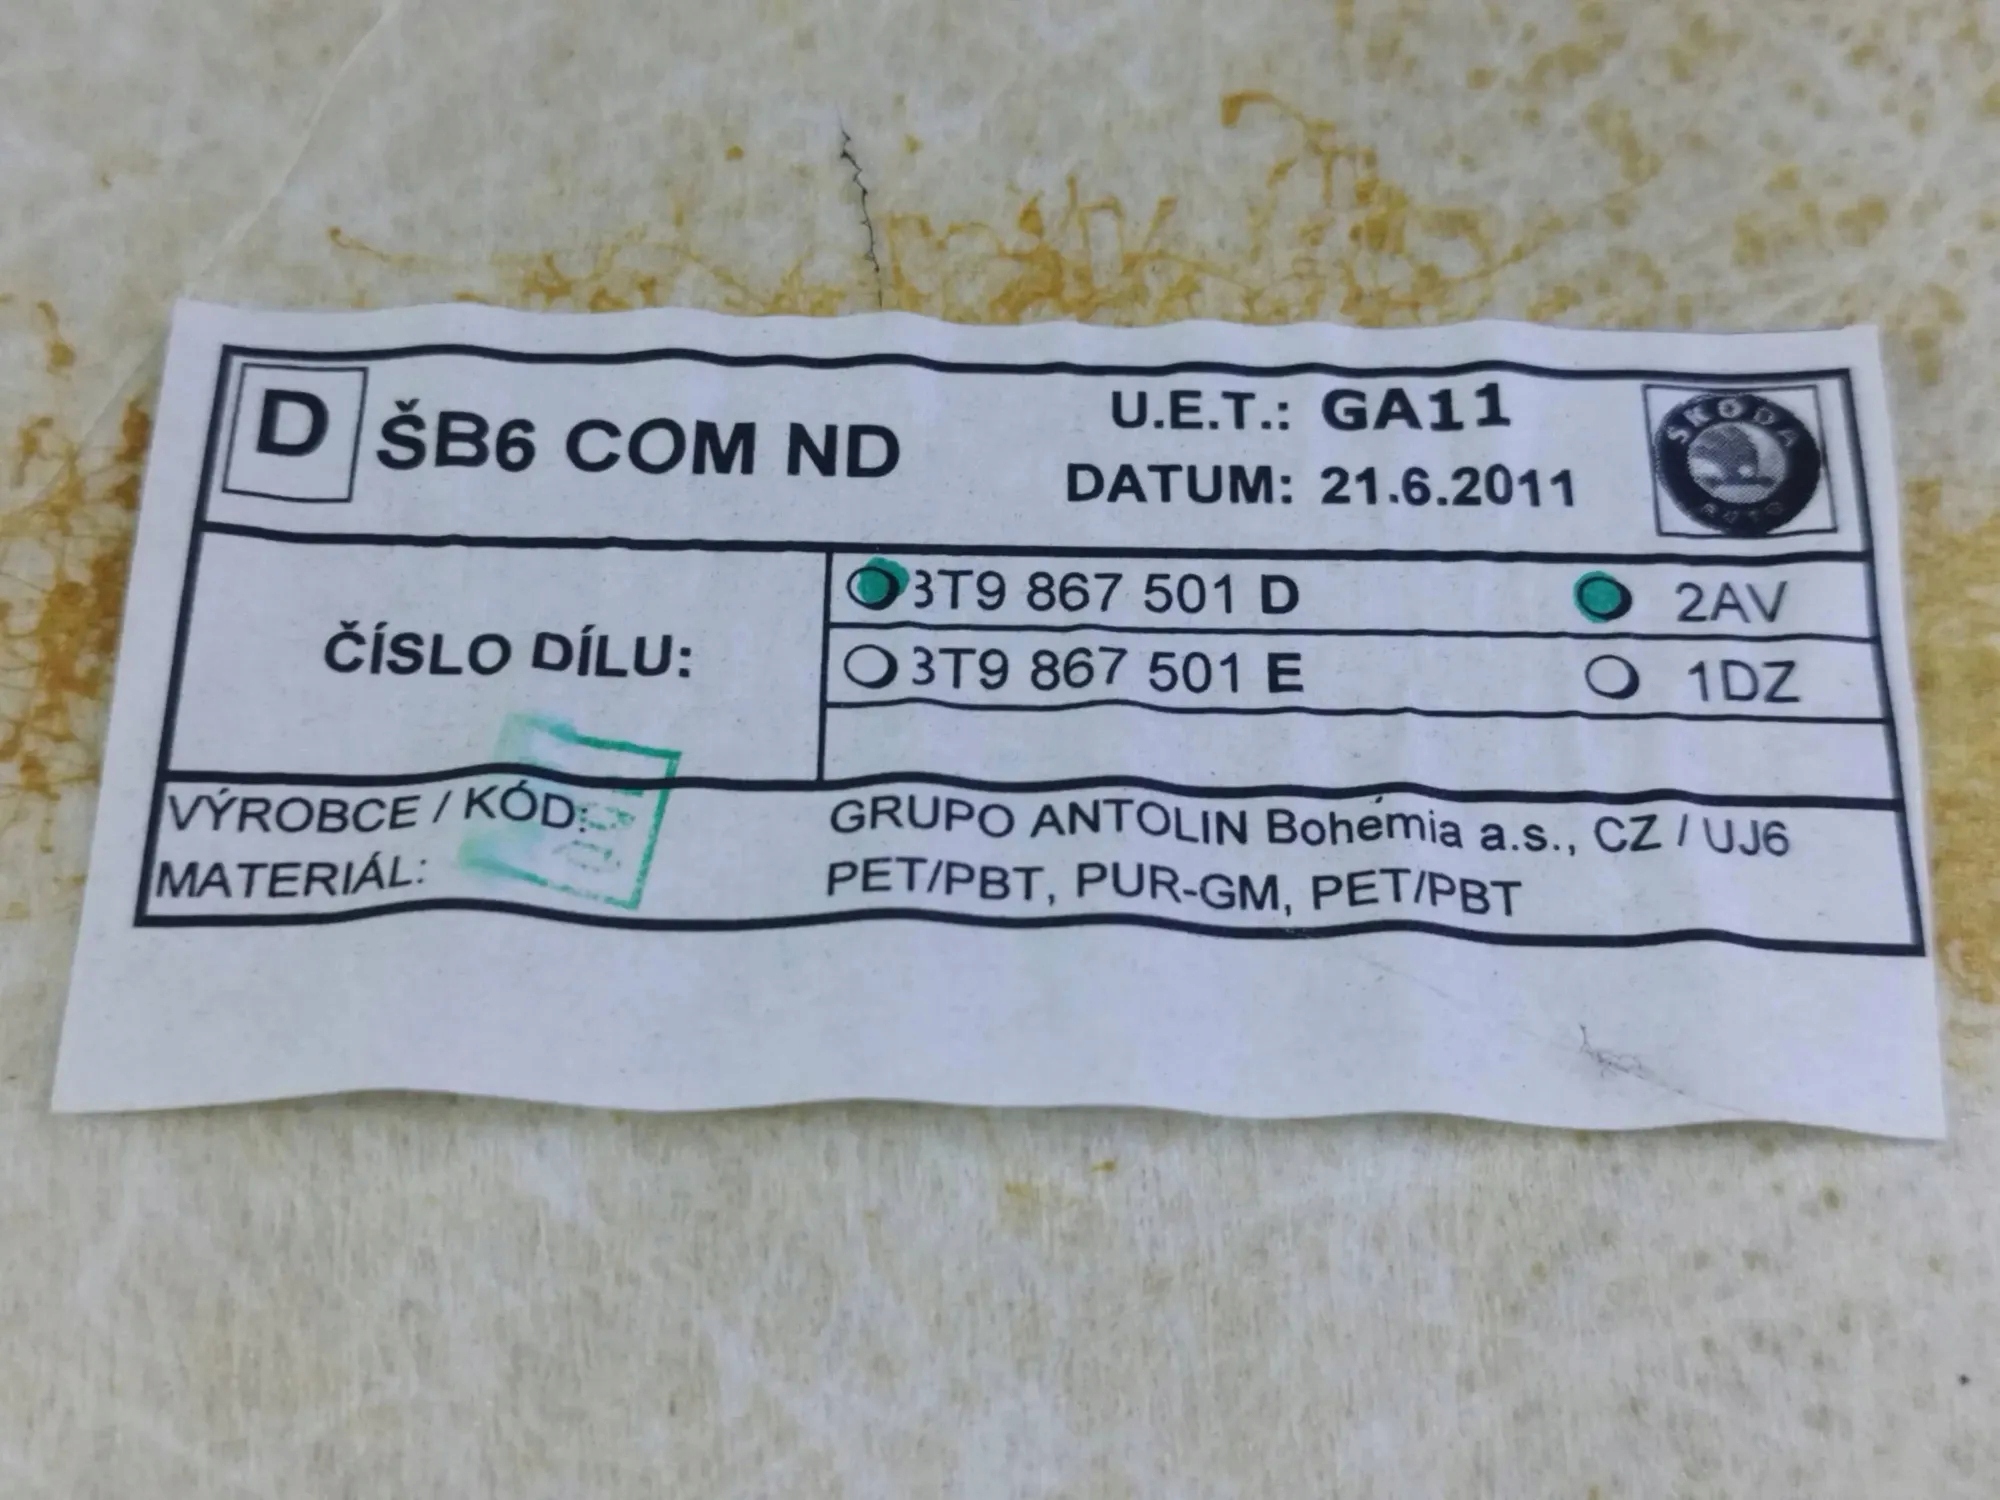 D ŠB6 COM ND
U.E.T.: GA11
DATUM: 21.6.2011
ŠKODA
AUTO
ČÍSLO DÍLU:
3T9 867 501 D 2AV
3T9 867 501 E 1DZ
VÝROBCE / KÓD: GRUPO ANTOLIN Bohémia a.s., CZ / UJ6
MATERIÁL: PET/PBT, PUR-GM, PET/PBT